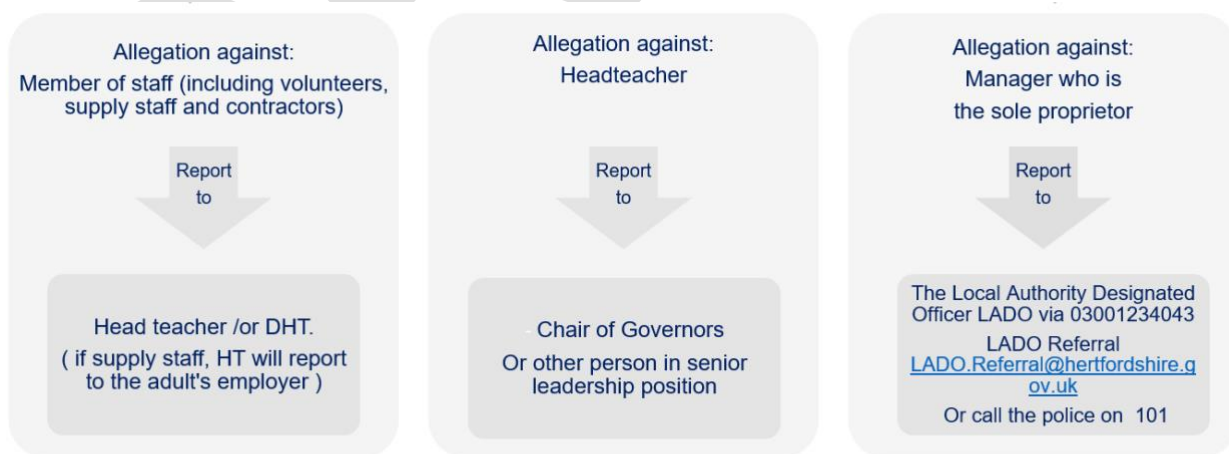 Allegation against:
Member of staff (including volunteers,
supply staff and contractors)
Report
to
Head teacher /or DHT.
( if supply staff, HT will report
to the adult's employer )
Allegation against:
Headteacher
Report
to
- Chair of Governors
Or other person in senior
leadership position
Allegation against:
Manager who is
the sole proprietor
Report
to
The Local Authority Designated
Officer LADO via 03001234043
LADO Referral
LADO.Referral@hertfordshire.g
ov.uk
Or call the police on 101